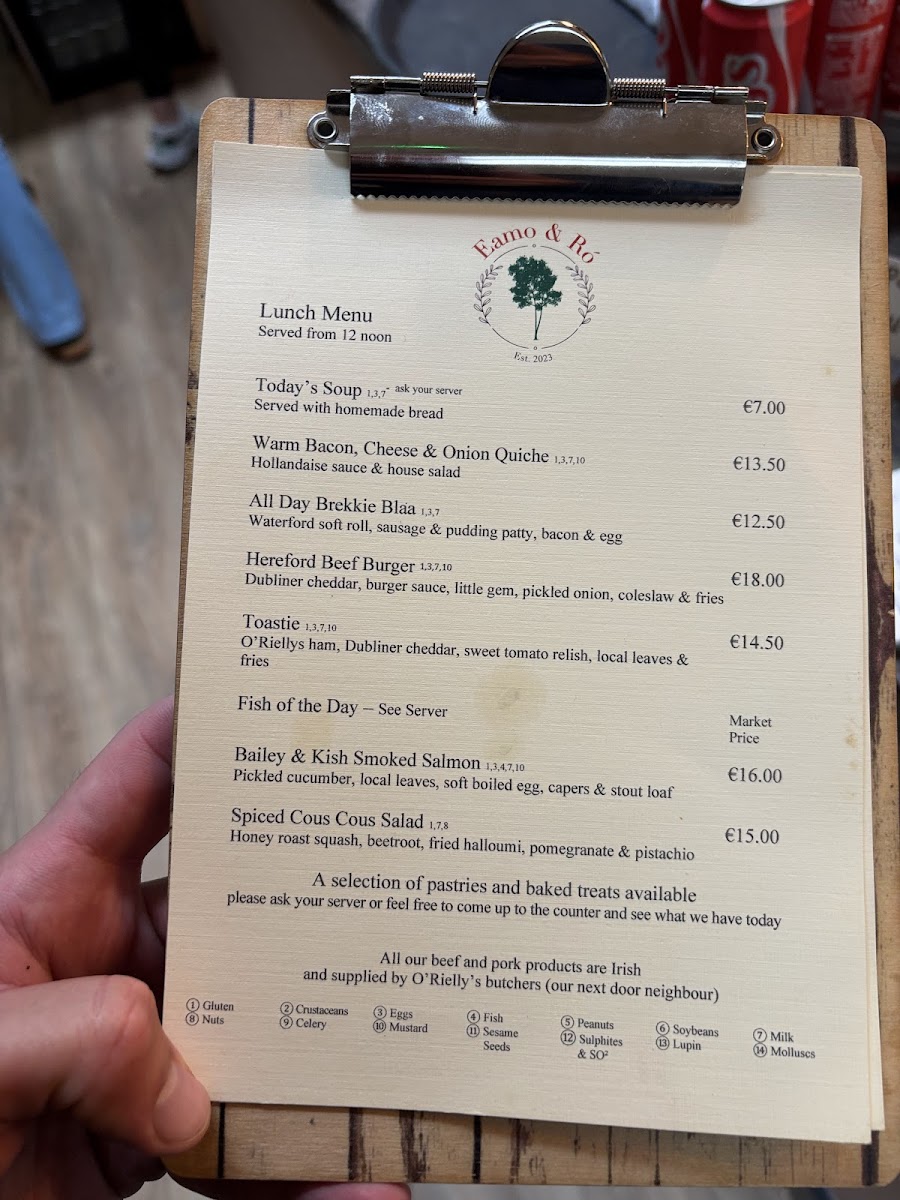 Eamo & Ró
Est. 2023
Lunch Menu
Served from 12 noon
Today's Soup 1,3,7- ask your server
Served with homemade bread
€7.00
Warm Bacon, Cheese & Onion Quiche 1,3,7,10
Hollandaise sauce & house salad
€13.50
All Day Brekkie Blaa 1,3,7
Waterford soft roll, sausage & pudding patty, bacon & egg
€12.50
Hereford Beef Burger 1,3,7,10
Dubliner cheddar, burger sauce, little gem, pickled onion, coleslaw & fries
€18.00
Toastie 1,3,7,10
O'Riellys ham, Dubliner cheddar, sweet tomato relish, local leaves &
fries
€14.50
Fish of the Day – See Server
Market
Price
Bailey & Kish Smoked Salmon 1,3,4,7,10
Pickled cucumber, local leaves, soft boiled egg, capers & stout loaf
€16.00
Spiced Cous Cous Salad 1,7,8
Honey roast squash, beetroot, fried halloumi, pomegranate & pistachio
€15.00
A selection of pastries and baked treats available
please ask your server or feel free to come up to the counter and see what we have today
All our beef and pork products are Irish
and supplied by O'Rielly's butchers (our next door neighbour)
① Gluten ② Crustaceans ③ Eggs ④ Fish ⑤ Peanuts ⑥ Soybeans ⑦ Milk
⑧ Nuts ⑨ Celery ⑩ Mustard ⑪ Sesame ⑫ Sulphites ⑬ Lupin ⑭ Molluscs
Seeds & SO²